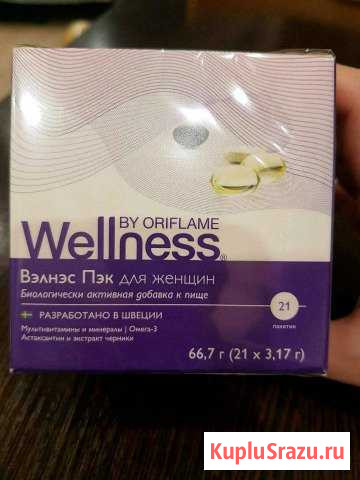 BY ORIFLAME
Wellness®
Вэлнэс Пэк для женщин
Биологически активная добавка к пище
21
пакетик
РАЗРАБОТАНО В ШВЕЦИИ
Мультивитамины и минералы | Омега-3
Астаксантин и экстракт черники
66,7 г (21 x 3,17 г)
KupluSrazu.ru